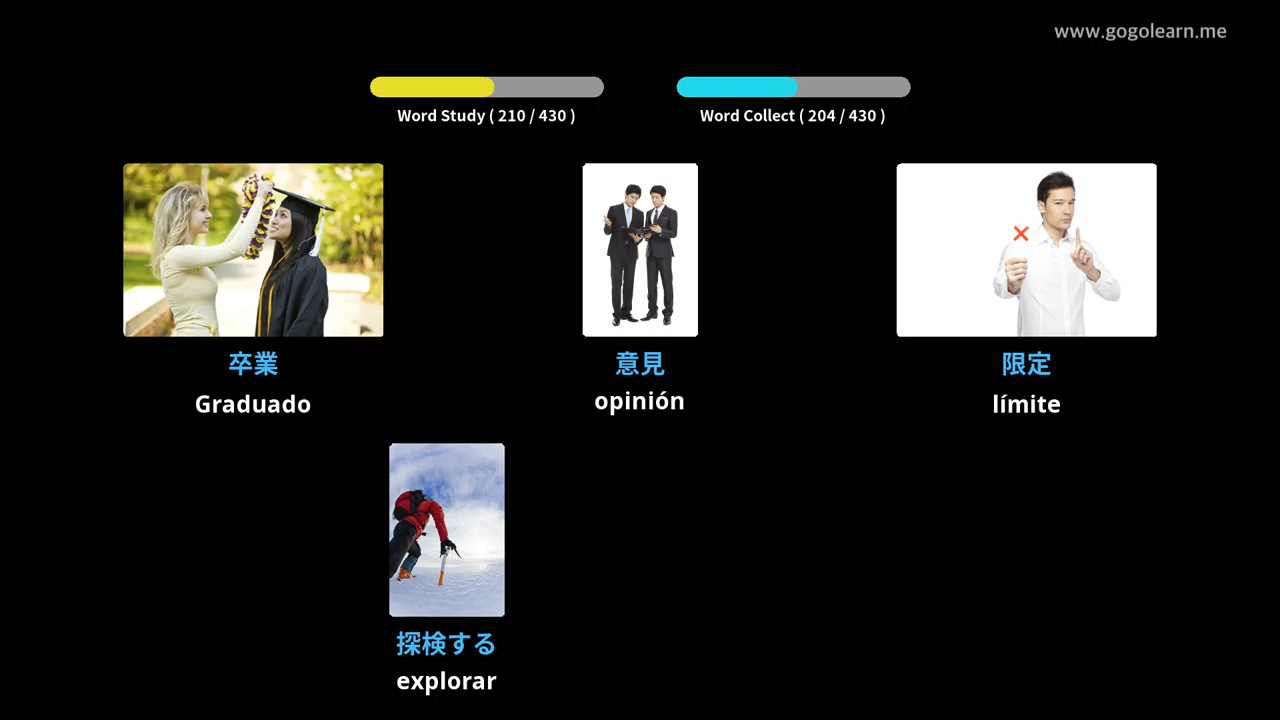 www.gogolearn.me
Word Study ( 210 / 430 )
Word Collect ( 204 / 430 )
卒業
Graduado
意見
opinión
限定
límite
探検する
explorar